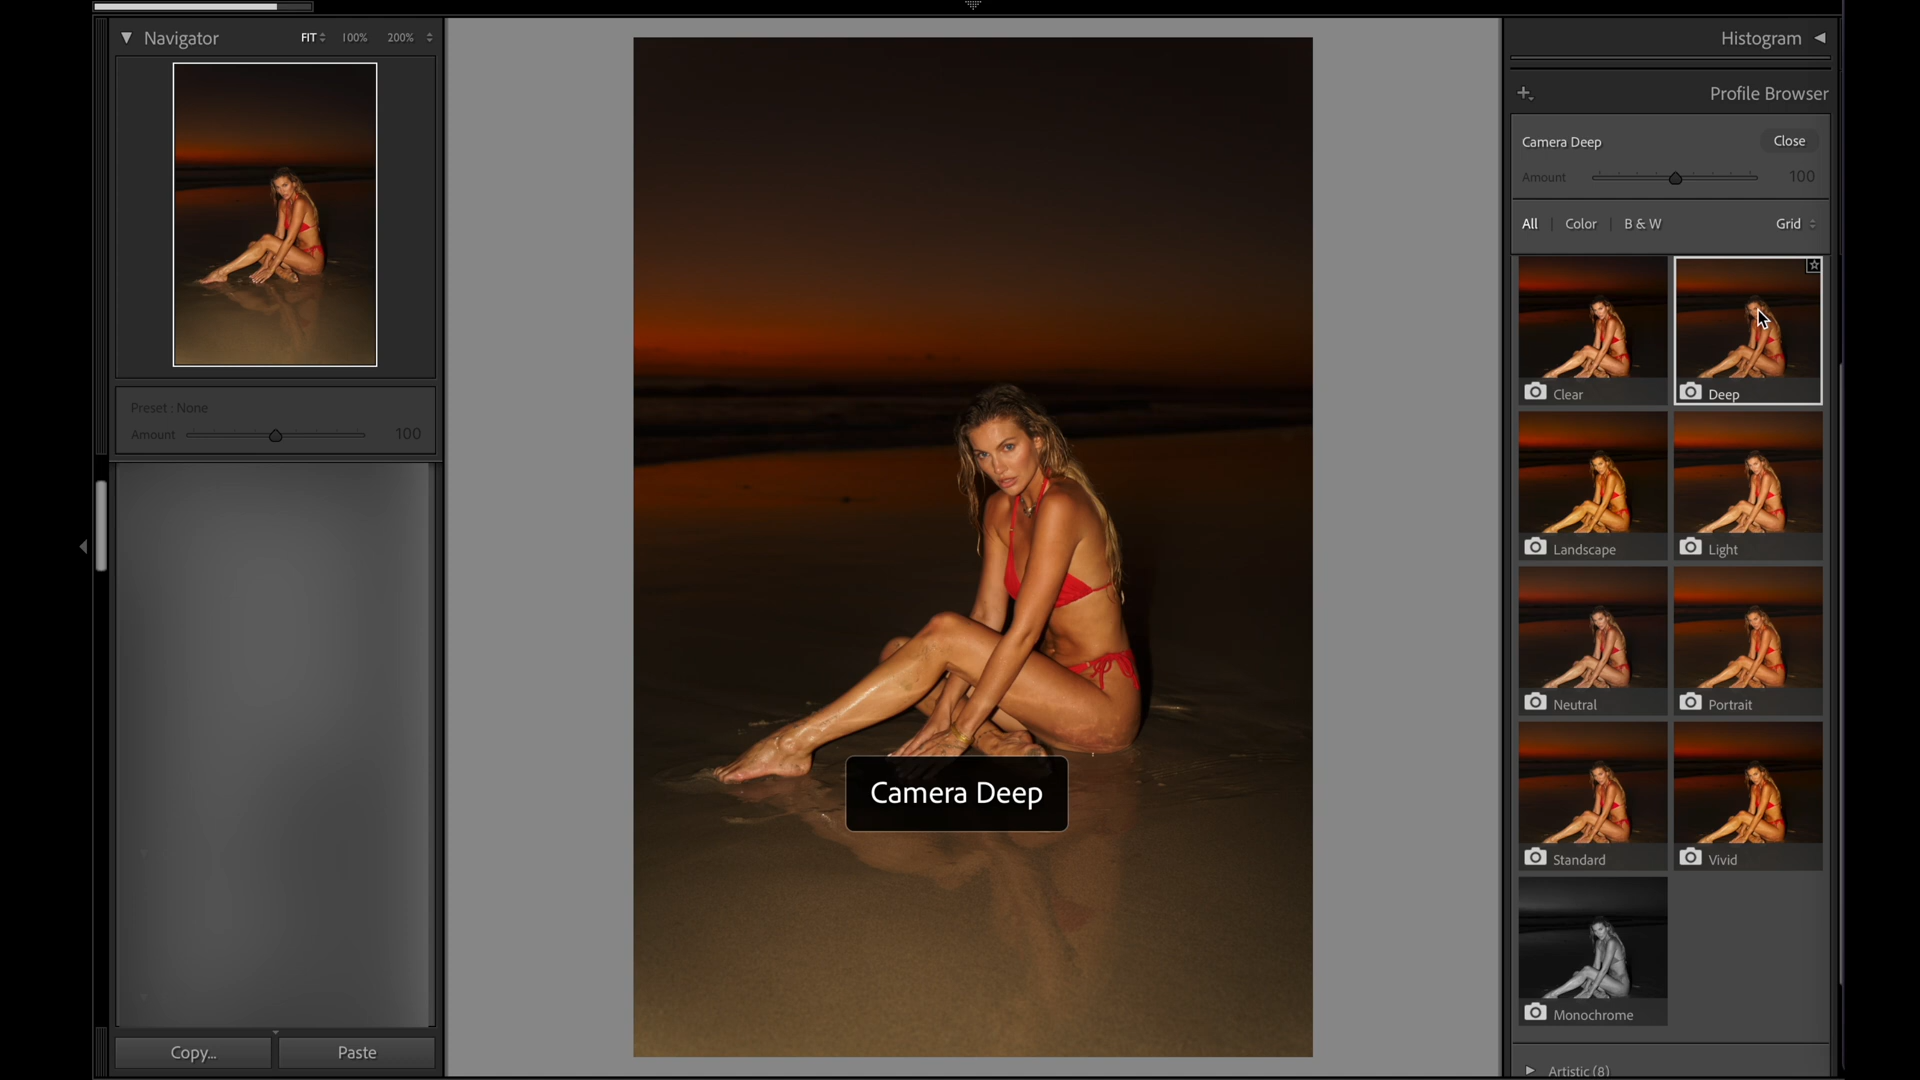 Navigator
FIT
100%
200%
Preset : None
Amount
100
Copy...
Paste
Camera Deep
Histogram
Profile Browser
Camera Deep
Close
Amount
100
All
Color
B & W
Grid
Clear
Deep
Landscape
Light
Neutral
Portrait
Standard
Vivid
Monochrome
Artistic (8)